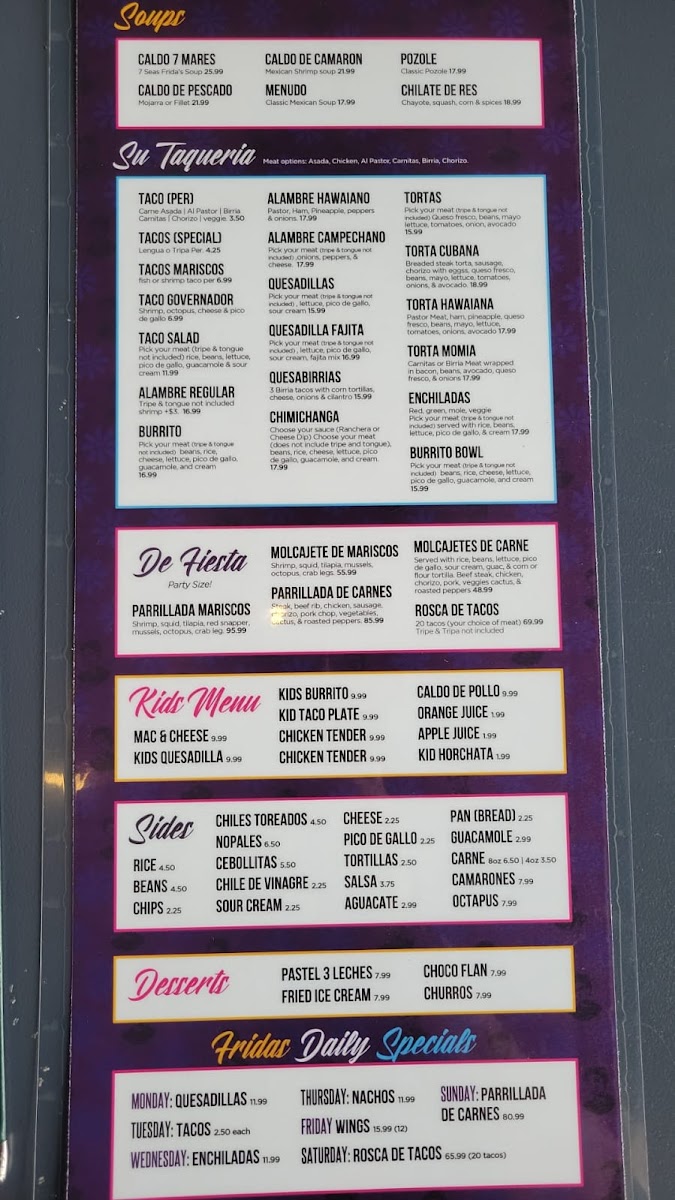 Soups
CALDO 7 MARES
7 Seas Frida's Soup 25.99
CALDO DE PESCADO
Mojarra or Fillet 21.99
CALDO DE CAMARON
Mexican Shrimp soup 21.99
MENUDO
Classic Mexican Soup 17.99
POZOLE
Classic Pozole 17.99
CHILATE DE RES
Chayote, squash, corn & spices 18.99
Su Taqueria Meat options: Asada, Chicken, Al Pastor, Carnitas, Birria, Chorizo.
TACO (PER)
Carne Asada | Al Pastor | Birria
Carnitas | Chorizo | veggie. 3.50
TACOS (SPECIAL)
Lengua o Tripa Per. 4.25
TACOS MARISCOS
fish or shrimp taco per 6.99
TACO GOVERNADOR
Shrimp, octopus, cheese & pico
de gallo 6.99
TACO SALAD
Pick your meat (tripe & tongue
not included) rice, beans, lettuce,
pico de gallo, guacamole & sour
cream 11.99
ALAMBRE REGULAR
Tripe & tongue not included
shrimp +$3. 16.99
BURRITO
Pick your meat (tripe & tongue
not included) beans, rice,
cheese, lettuce, pico de gallo,
guacamole, and cream
16.99
ALAMBRE HAWAIANO
Pastor, Ham, Pineapple, peppers
& onions. 17.99
ALAMBRE CAMPECHANO
Pick your meat (tripe & tongue not
included) ,onions, peppers, &
cheese. 17.99
QUESADILLAS
Pick your meat (tripe & tongue not
included) , lettuce, pico de gallo,
sour cream 15.99
QUESADILLA FAJITA
Pick your meat (tripe & tongue not
included) , lettuce, pico de gallo,
sour cream, fajita mix 16.99
QUESABIRRIAS
3 Birria tacos with corn tortillas,
cheese, onions & cilantro 15.99
CHIMICHANGA
Choose your sauce (Ranchera or
Cheese Dip) Choose your meat
(does not include tripe and tongue),
beans, rice, cheese, lettuce, pico
de gallo, guacamole, and cream.
17.99
TORTAS
Pick your meat (tripe & tongue not
included) Queso fresco, beans, mayo
lettuce, tomatoes, onion, avocado
15.99
TORTA CUBANA
Breaded steak torta, sausage,
chorizo with eggss, queso fresco,
beans, mayo, lettuce, tomatoes,
onions, & avocado. 18.99
TORTA HAWAIANA
Pastor Meat, ham, pineapple, queso
fresco, beans, mayo, lettuce,
tomatoes, onions, avocado 17.99
TORTA MOMIA
Carnitas or Birria Meat wrapped
in bacon, beans, avocado, queso
fresco, & onions 17.99
ENCHILADAS
Red, green, mole, veggie
Pick your meat (tripe & tongue not
included) served with rice, beans,
lettuce, pico de gallo, & cream 17.99
BURRITO BOWL
Pick your meat (tripe & tongue not
included) beans, rice, cheese, lettuce,
pico de gallo, guacamole, and cream
15.99
De Fiesta
Party Size!
PARRILLADA MARISCOS
Shrimp, squid, tilapia, red snapper,
mussels, octopus, crab leg. 95.99
MOLCAJETE DE MARISCOS
Shrimp, squid, tilapia, mussels,
octopus, crab legs. 55.99
PARRILLADA DE CARNES
Steak, beef rib, chicken, sausage,
chorizo, pork chop, vegetables,
cactus, & roasted peppers. 85.99
MOLCAJETES DE CARNE
Served with rice, beans, lettuce, pico
de gallo, sour cream, guac, & corn or
flour tortilla. Beef steak, chicken,
chorizo, pork, veggies cactus, &
roasted peppers 48.99
ROSCA DE TACOS
20 tacos (your choice of meat) 69.99
Tripe & Tripa not included
Kids Menu
MAC & CHEESE 9.99
KIDS QUESADILLA 9.99
KIDS BURRITO 9.99
KID TACO PLATE 9.99
CHICKEN TENDER 9.99
CHICKEN TENDER 9.99
CALDO DE POLLO 9.99
ORANGE JUICE 1.99
APPLE JUICE 1.99
KID HORCHATA 1.99
Sides
RICE 4.50
BEANS 4.50
CHIPS 2.25
CHILES TOREADOS 4.50
NOPALES 6.50
CEBOLLITAS 5.50
CHILE DE VINAGRE 2.25
SOUR CREAM 2.25
CHEESE 2.25
PICO DE GALLO 2.25
TORTILLAS 2.50
SALSA 3.75
AGUACATE 2.99
PAN (BREAD) 2.25
GUACAMOLE 2.99
CARNE 8oz 6.50 | 4oz 3.50
CAMARONES 7.99
OCTAPUS 7.99
Desserts
PASTEL 3 LECHES 7.99
FRIED ICE CREAM 7.99
CHOCO FLAN 7.99
CHURROS 7.99
Fridas Daily Specials
MONDAY: QUESADILLAS 11.99
TUESDAY: TACOS 2.50 each
WEDNESDAY: ENCHILADAS 11.99
THURSDAY: NACHOS 11.99
FRIDAY WINGS 15.99 (12)
SATURDAY: ROSCA DE TACOS 65.99 (20 tacos)
SUNDAY: PARRILLADA
DE CARNES 80.99